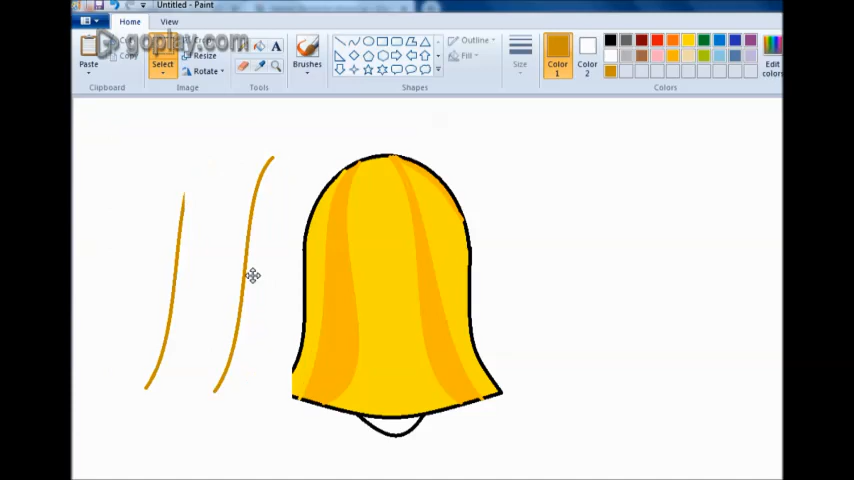 Untitled - Paint
Home View
goplay.com
Paste
Copy
Select
Resize
Rotate
A
Brushes
Outline
Fill
Size
Color 1
Color 2
Edit colors
Clipboard Image Tools Shapes Colors